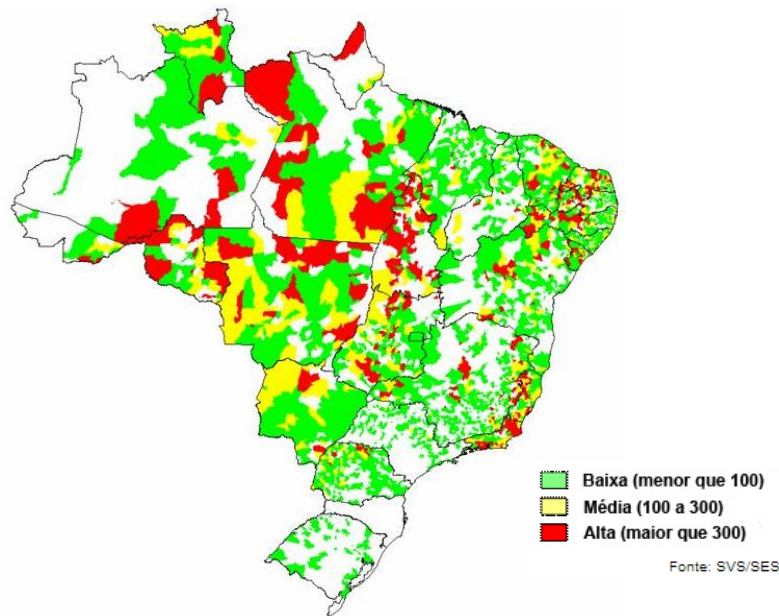 Baixa (menor que 100)
Média (100 a 300)
Alta (maior que 300)
Fonte: SVS/SES